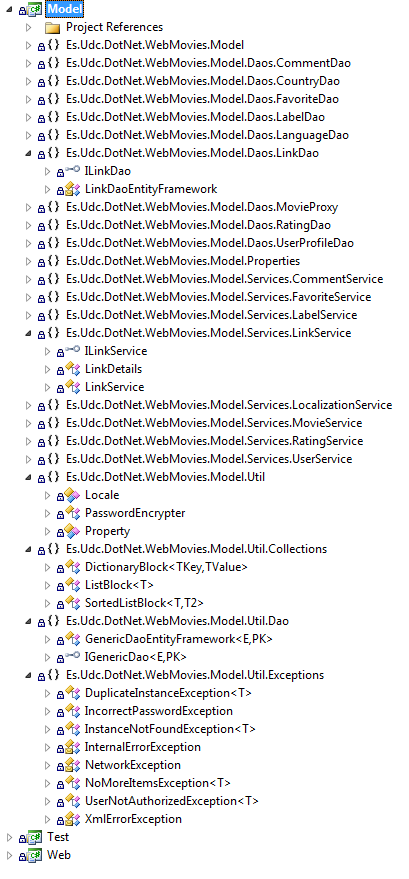 Model
Project References
{} Es.Udc.DotNet.WebMovies.Model
{} Es.Udc.DotNet.WebMovies.Model.Daos.CommentDao
{} Es.Udc.DotNet.WebMovies.Model.Daos.CountryDao
{} Es.Udc.DotNet.WebMovies.Model.Daos.FavoriteDao
{} Es.Udc.DotNet.WebMovies.Model.Daos.LabelDao
{} Es.Udc.DotNet.WebMovies.Model.Daos.LanguageDao
{} Es.Udc.DotNet.WebMovies.Model.Daos.LinkDao
ILinkDao
LinkDaoEntityFramework
{} Es.Udc.DotNet.WebMovies.Model.Daos.MovieProxy
{} Es.Udc.DotNet.WebMovies.Model.Daos.RatingDao
{} Es.Udc.DotNet.WebMovies.Model.Daos.UserProfileDao
{} Es.Udc.DotNet.WebMovies.Model.Properties
{} Es.Udc.DotNet.WebMovies.Model.Services.CommentService
{} Es.Udc.DotNet.WebMovies.Model.Services.FavoriteService
{} Es.Udc.DotNet.WebMovies.Model.Services.LabelService
{} Es.Udc.DotNet.WebMovies.Model.Services.LinkService
ILinkService
LinkDetails
LinkService
{} Es.Udc.DotNet.WebMovies.Model.Services.LocalizationService
{} Es.Udc.DotNet.WebMovies.Model.Services.MovieService
{} Es.Udc.DotNet.WebMovies.Model.Services.RatingService
{} Es.Udc.DotNet.WebMovies.Model.Services.UserService
{} Es.Udc.DotNet.WebMovies.Model.Util
Locale
PasswordEncrypter
Property
{} Es.Udc.DotNet.WebMovies.Model.Util.Collections
DictionaryBlock<TKey,TValue>
ListBlock<T>
SortedListBlock<T,T2>
{} Es.Udc.DotNet.WebMovies.Model.Util.Dao
GenericDaoEntityFramework<E,PK>
IGenericDao<E,PK>
{} Es.Udc.DotNet.WebMovies.Model.Util.Exceptions
DuplicateInstanceException<T>
IncorrectPasswordException
InstanceNotFoundException<T>
InternalErrorException
NetworkException
NoMoreItemsException<T>
UserNotAuthorizedException<T>
XmlErrorException
Test
Web